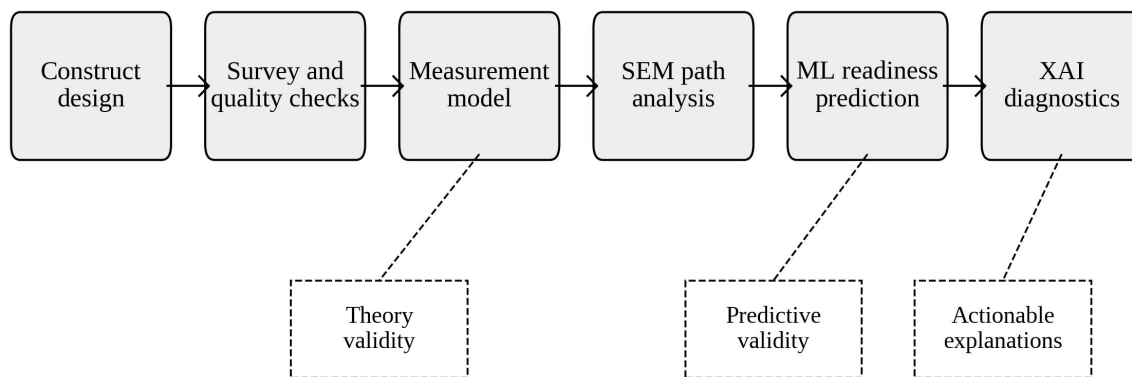 Construct
design
Survey and
quality checks
Measurement
model
SEM path
analysis
ML readiness
prediction
XAI
diagnostics
Theory
validity
Predictive
validity
Actionable
explanations